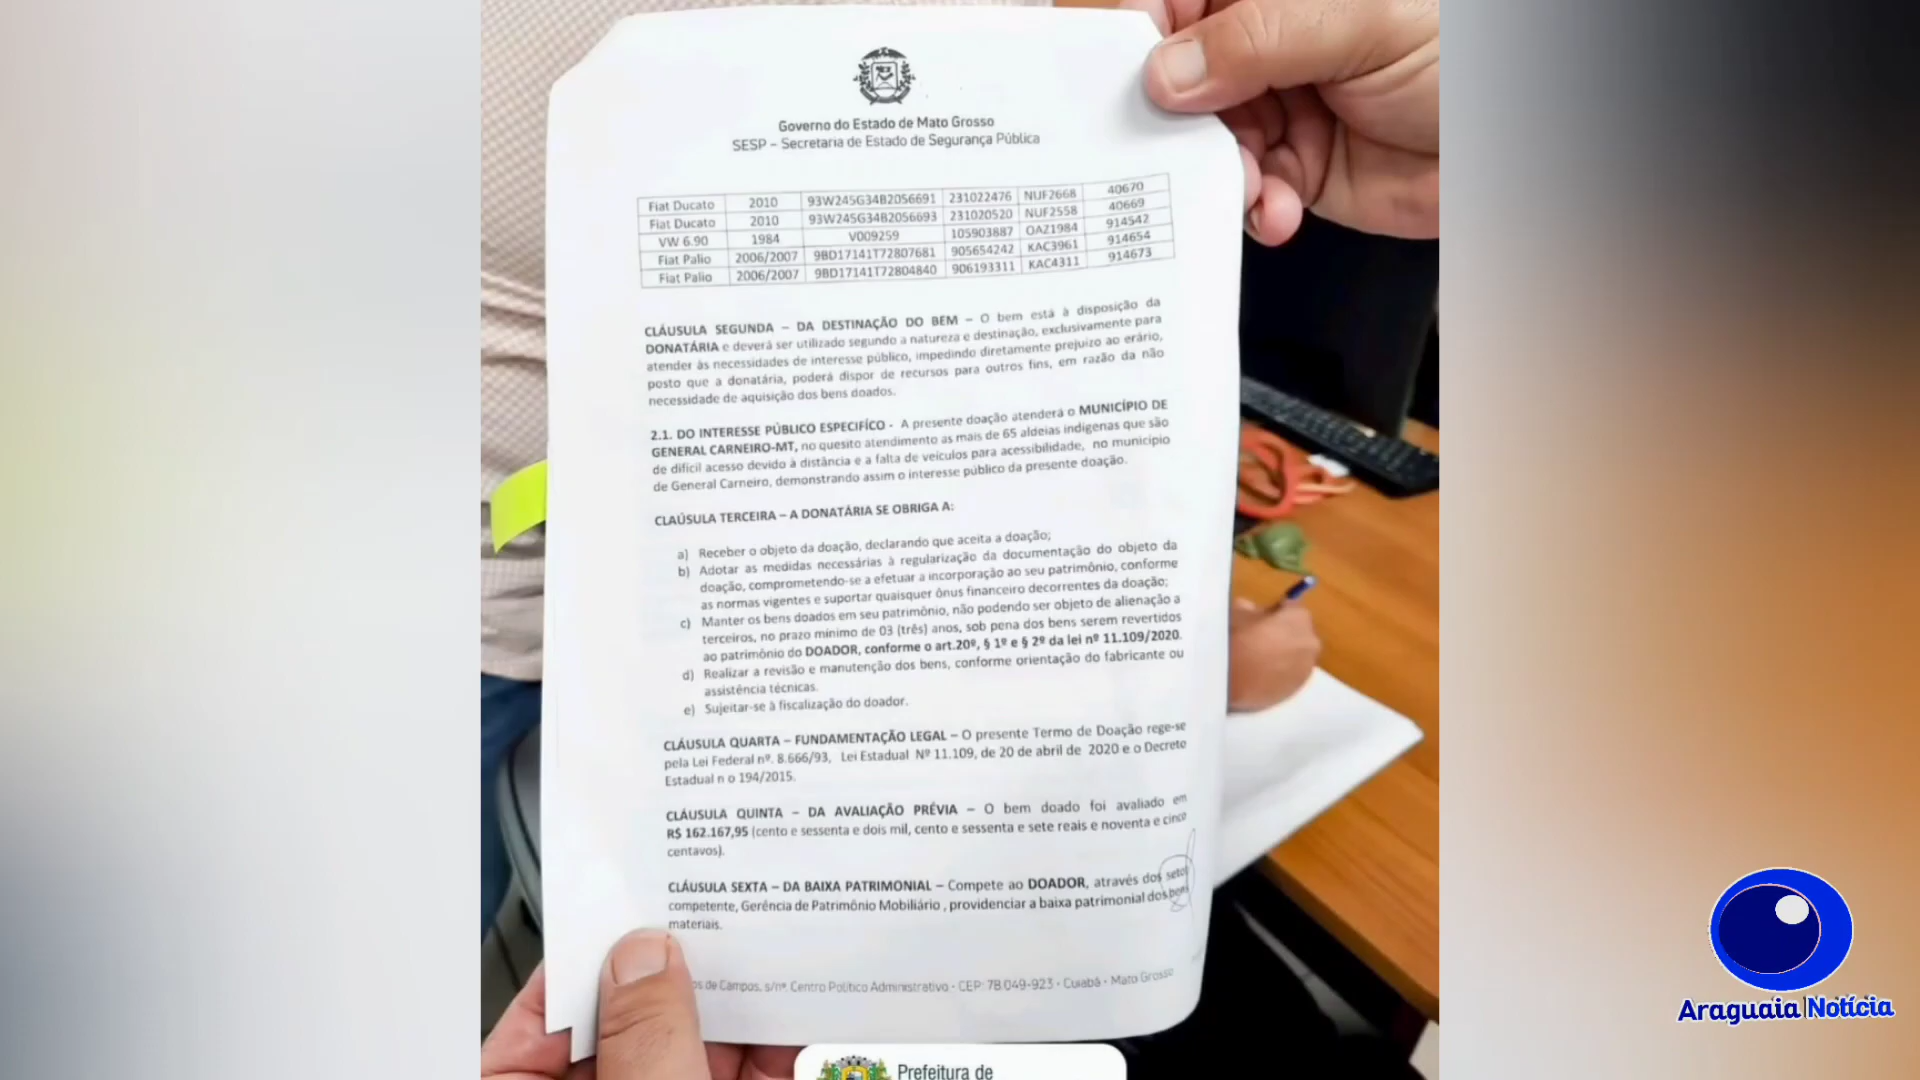 Governo do Estado de Mato Grosso
SESP – Secretaria de Estado de Segurança Pública
Fiat Ducato 2010 93W245G34B2056691 231022476 NUF2668 40670
Fiat Ducato 2010 93W245G34B2056693 231020520 NUF2558 40669
VW 6.90 1984 V009259 105903887 OAZ1984 914542
Fiat Palio 2006/2007 9BD17141T72807681 905654242 KAC3961 914654
Fiat Palio 2006/2007 9BD17141T72804840 906193311 KAC4311 914673
CLÁUSULA SEGUNDA – DA DESTINAÇÃO DO BEM – O bem está à disposição da
DONATÁRIA e deverá ser utilizado segundo a natureza e destinação, exclusivamente para
atender às necessidades de interesse público, impedindo diretamente prejuizo ao erário,
posto que a donatária, poderá dispor de recursos para outros fins, em razão da não
necessidade de aquisição dos bens doados.
2.1. DO INTERESSE PÚBLICO ESPECIFÍCO - A presente doação atenderá o MUNICÍPIO DE
GENERAL CARNEIRO-MT, no quesito atendimento as mais de 65 aldeias indigenas que são
de difícil acesso devido à distância e a falta de veículos para acessibilidade, no municipio
de General Carneiro, demonstrando assim o interesse público da presente doação.
CLAÚSULA TERCEIRA – A DONATÁRIA SE OBRIGA A:
a) Receber o objeto da doação, declarando que aceita a doação;
b) Adotar as medidas necessárias à regularização da documentação do objeto da
doação, comprometendo-se a efetuar a incorporação ao seu patrimônio, conforme
as normas vigentes e suportar quaisquer ônus financeiro decorrentes da doação;
c) Manter os bens doados em seu patrimônio, não podendo ser objeto de alienação a
terceiros, no prazo minimo de 03 (três) anos, sob pena dos bens serem revertidos
ao patrimônio do DOADOR, conforme o art.20º, § 1º e § 2º da lei nº 11.109/2020.
d) Realizar a revisão e manutenção dos bens, conforme orientação do fabricante ou
assistência técnicas.
e) Sujeitar-se à fiscalização do doador.
CLÁUSULA QUARTA – FUNDAMENTAÇÃO LEGAL – O presente Termo de Doação rege-se
pela Lei Federal nº. 8.666/93, Lei Estadual Nº 11.109, de 20 de abril de 2020 e o Decreto
Estadual n o 194/2015.
CLÁUSULA QUINTA – DA AVALIAÇÃO PRÉVIA – O bem doado foi avaliado em
R$ 162.167,95 (cento e sessenta e dois mil, cento e sessenta e sete reais e noventa e cinco
centavos).
CLÁUSULA SEXTA – DA BAIXA PATRIMONIAL – Compete ao DOADOR, através dos setor
competente, Gerência de Patrimônio Mobiliário , providenciar a baixa patrimonial dos bens
materiais.
de Campos, s/nº. Centro Político Administrativo - CEP: 78.049-923 - Cuiabá - Mato Grosso
Prefeitura de
Araguaia Notícia